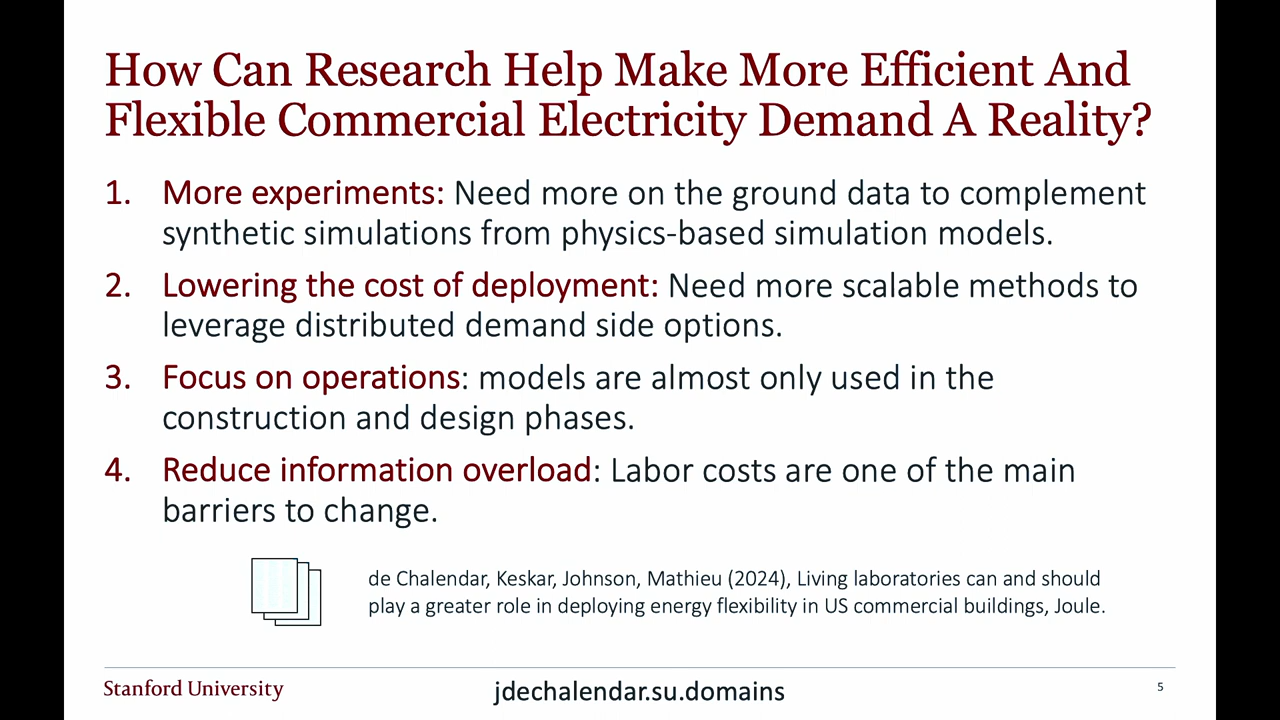 How Can Research Help Make More Efficient And
Flexible Commercial Electricity Demand A Reality?
1. More experiments: Need more on the ground data to complement
synthetic simulations from physics-based simulation models.
2. Lowering the cost of deployment: Need more scalable methods to
leverage distributed demand side options.
3. Focus on operations: models are almost only used in the
construction and design phases.
4. Reduce information overload: Labor costs are one of the main
barriers to change.
de Chalendar, Keskar, Johnson, Mathieu (2024), Living laboratories can and should
play a greater role in deploying energy flexibility in US commercial buildings, Joule.
Stanford University
jdechalendar.su.domains
5